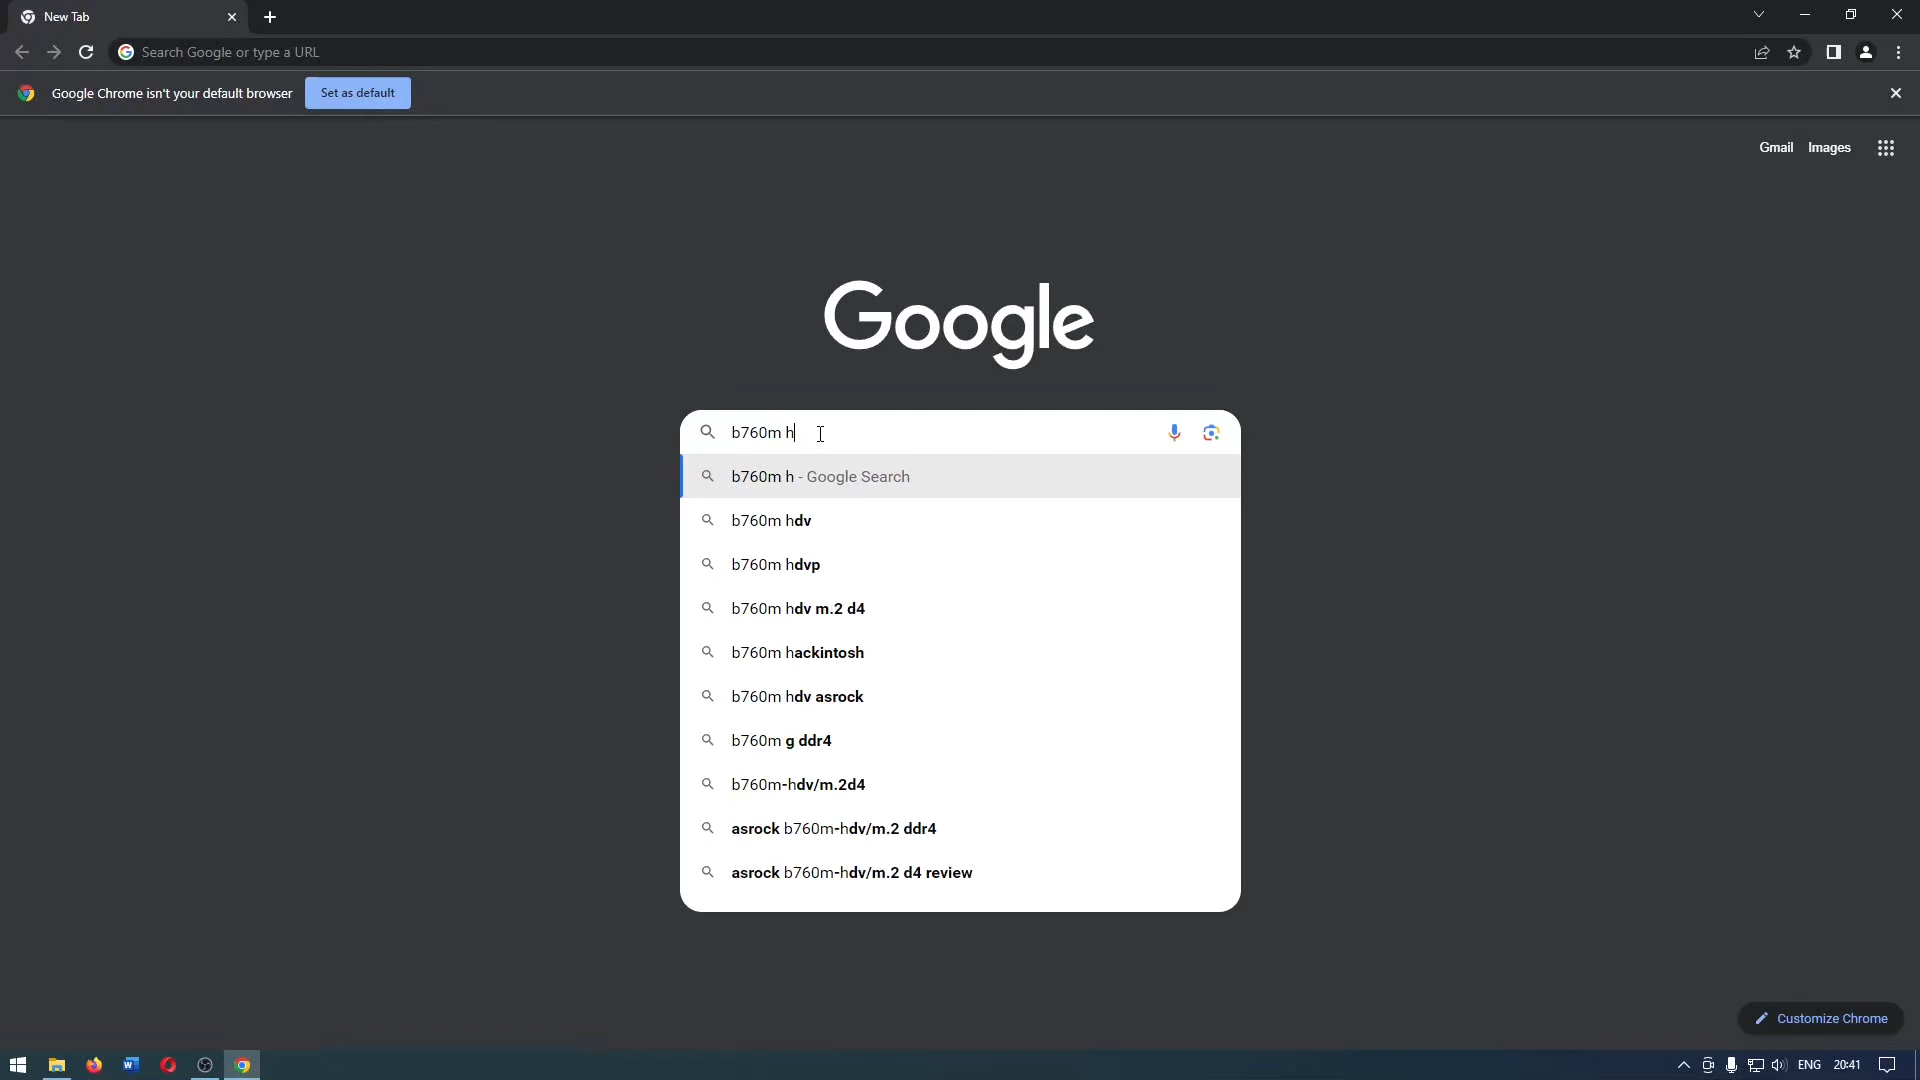 New Tab
Search Google or type a URL
Google Chrome isn't your default browser Set as default
Gmail Images
Google
b760m h
b760m h - Google Search
b760m hdv
b760m hdvp
b760m hdv m.2 d4
b760m hackintosh
b760m hdv asrock
b760m g ddr4
b760m-hdv/m.2d4
asrock b760m-hdv/m.2 ddr4
asrock b760m-hdv/m.2 d4 review
Customize Chrome
ENG 20:41